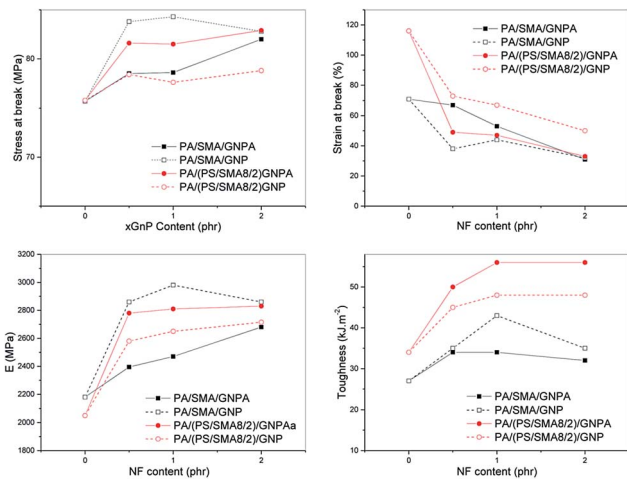 Stress at break (MPa)
80
70
PA/SMA/GNPA
PA/SMA/GNP
PA/(PS/SMA8/2)GNPA
PA/(PS/SMA8/2)GNP
0
1
2
xGnP Content (phr)
Strain at break (%)
120
100
80
60
40
20
0
PA/SMA/GNPA
PA/SMA/GNP
PA/(PS/SMA8/2)/GNPA
PA/(PS/SMA8/2)/GNP
0
1
2
NF content (phr)
E (MPa)
3200
3000
2800
2600
2400
2200
2000
1800
PA/SMA/GNPA
PA/SMA/GNP
PA/(PS/SMA8/2)/GNPAa
PA/(PS/SMA8/2)/GNP
0
1
2
NF content (phr)
Toughness (kJ.m-2)
50
40
30
20
10
PA/SMA/GNPA
PA/SMA/GNP
PA/(PS/SMA8/2)/GNPA
PA/(PS/SMA8/2)/GNP
0
1
2
NF content (phr)